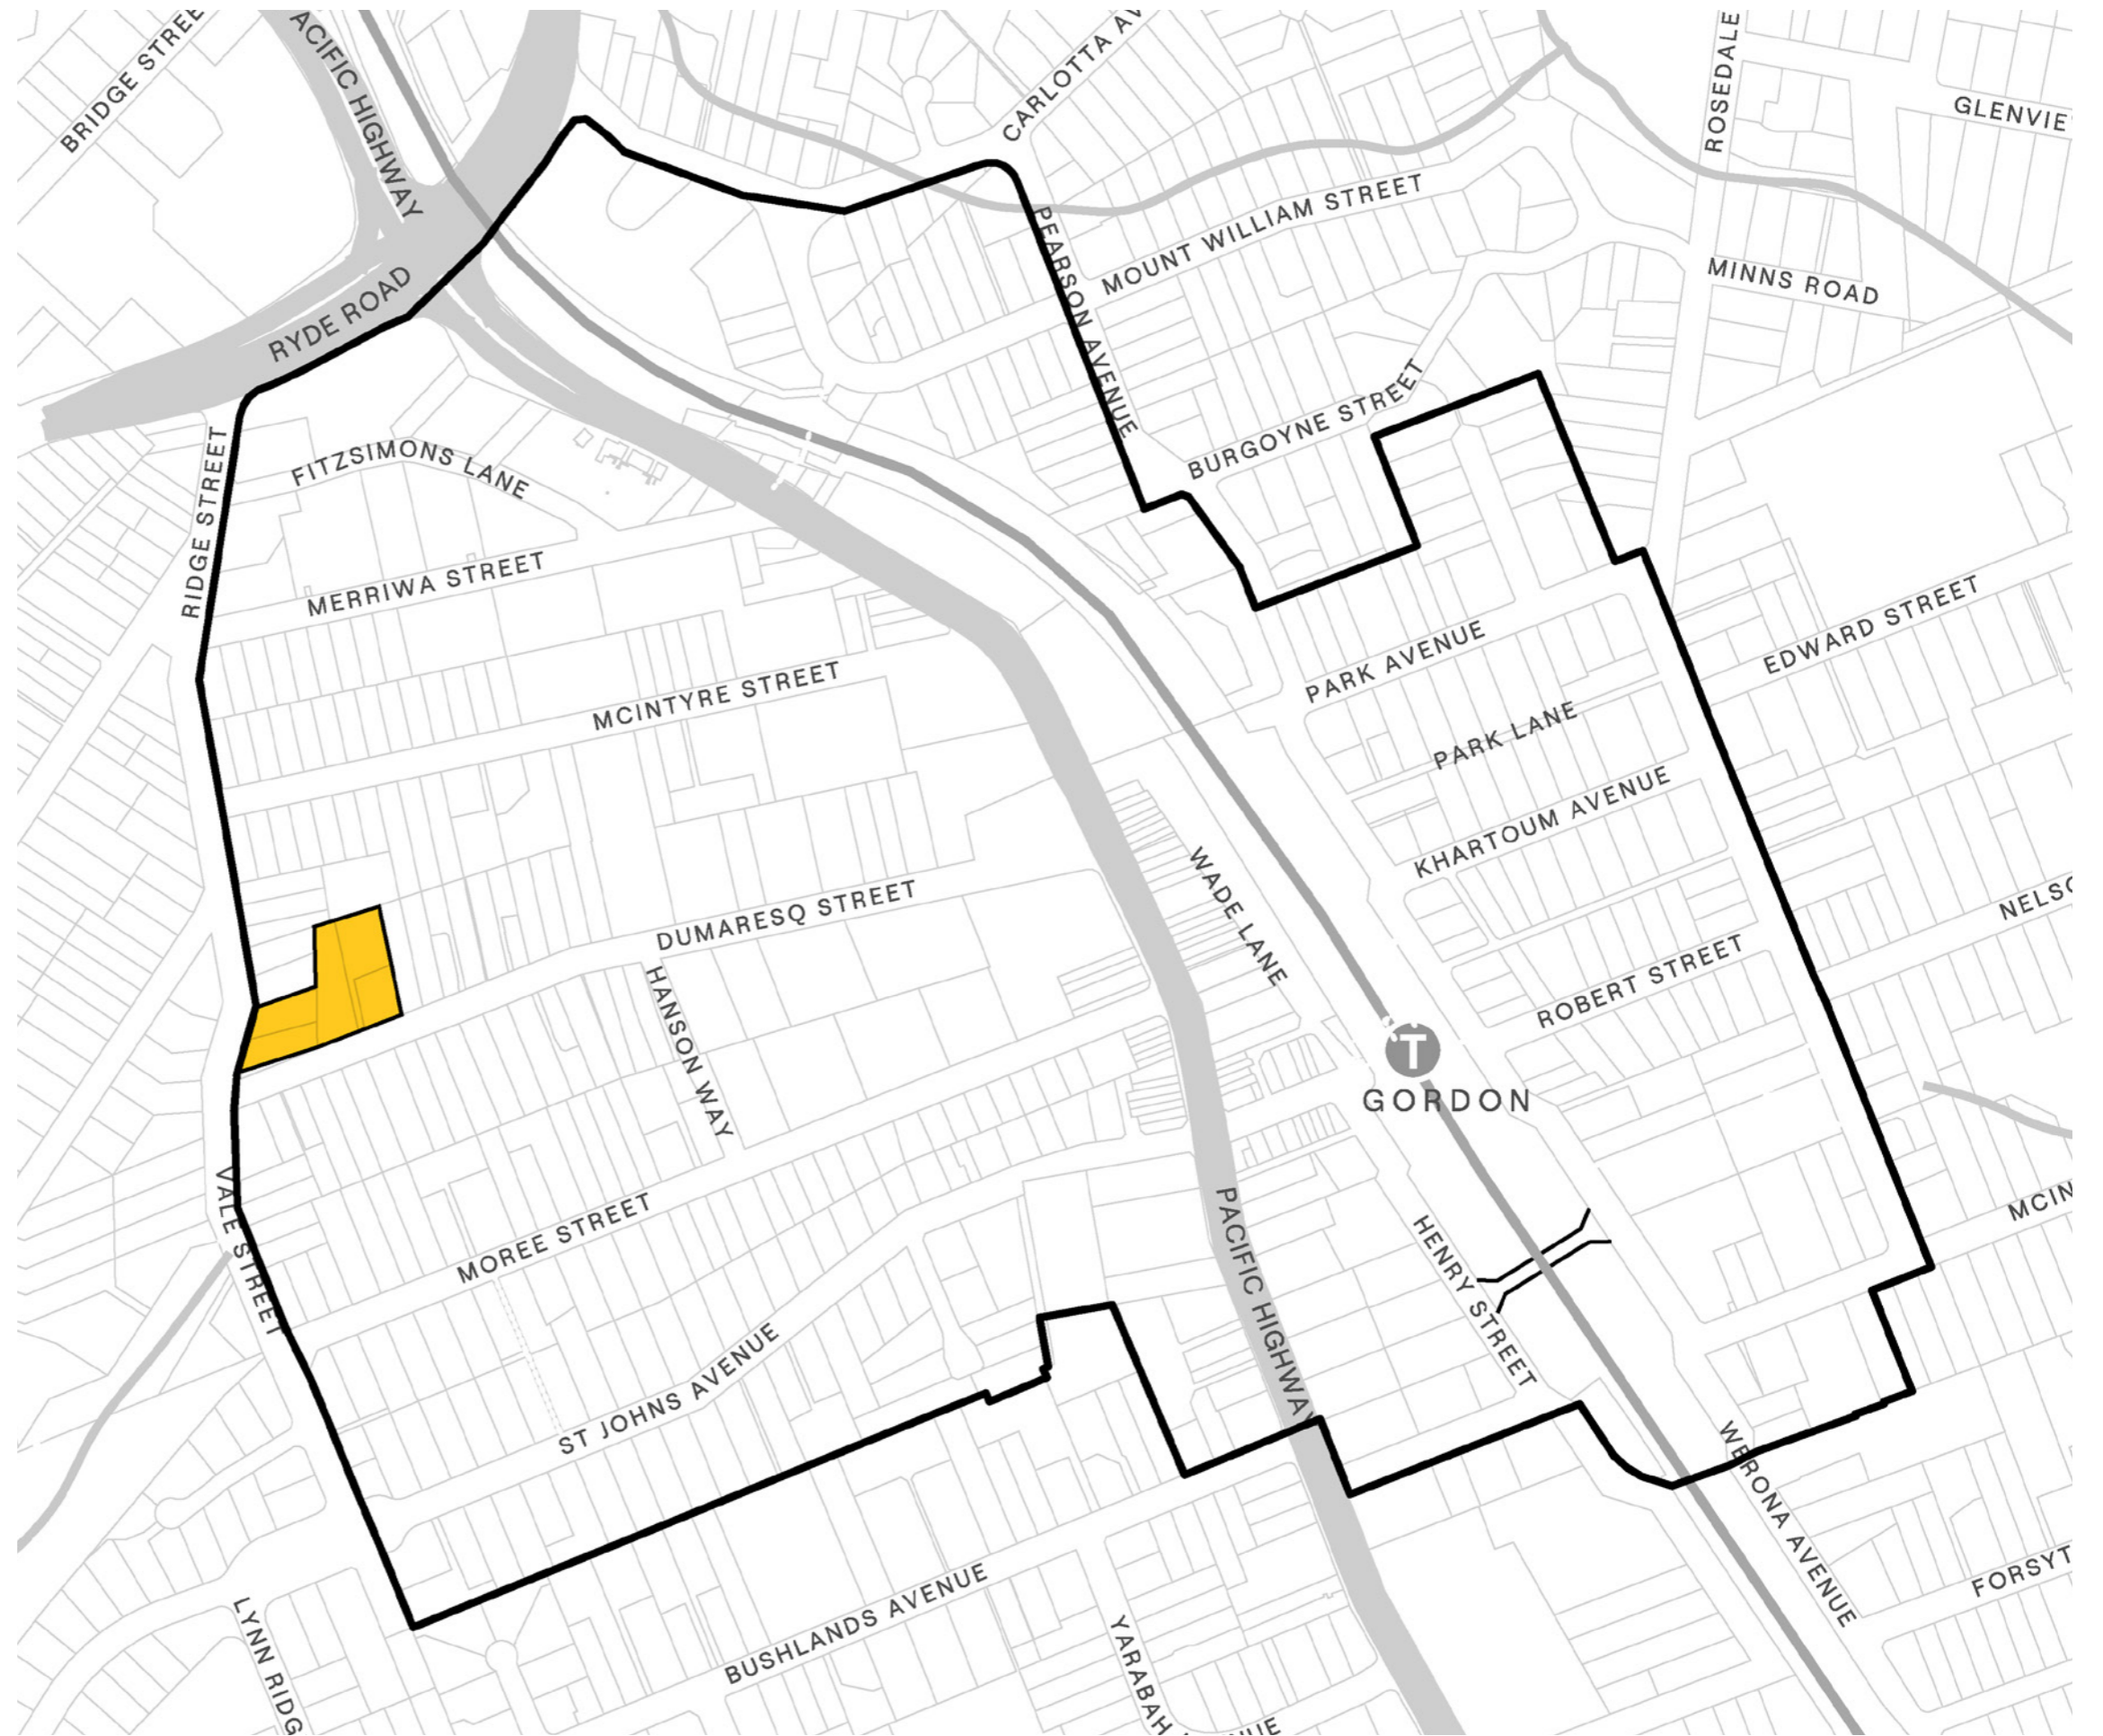 BRIDGE STREE
ACIFIC HIGHWAY
CARLOTTA AV
ROSEDALE
GLENVIE
PEARSON AVENUE
MOUNT WILLIAM STREET
MINNS ROAD
RYDE ROAD
RIDGE STREET
FITZSIMONS LANE
BURGOYNE STREET
MERRIWA STREET
EDWARD STREET
PARK AVENUE
MCINTYRE STREET
PARK LANE
KHARTOUM AVENUE
WADE LANE
DUMARESQ STREET
NELSO
HANSON WAY
ROBERT STREET
T
GORDON
VALE STREET
MOREE STREET
PACIFIC HIGHWAY
HENRY STREET
MCIN
ST JOHNS AVENUE
WERONA AVENUE
BUSHLANDS AVENUE
FORSYT
LYNN RIDG
YARABAH
NUE